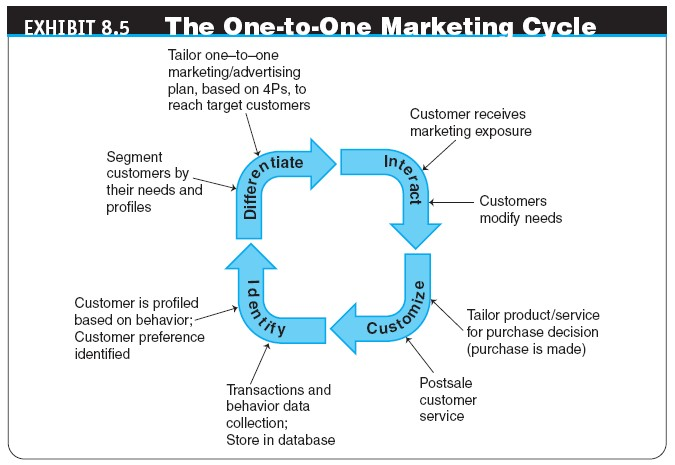 EXHIBIT 8.5 The One-to-One Marketing Cycle
Tailor one–to–one
marketing/advertising
plan, based on 4Ps, to
reach target customers
Customer receives
marketing exposure
Segment
customers by
their needs and
profiles
Differentiate
Interact
Customers
modify needs
Customer is profiled
based on behavior;
Customer preference
identified
Identify
Customize
Tailor product/service
for purchase decision
(purchase is made)
Transactions and
behavior data
collection;
Store in database
Postsale
customer
service